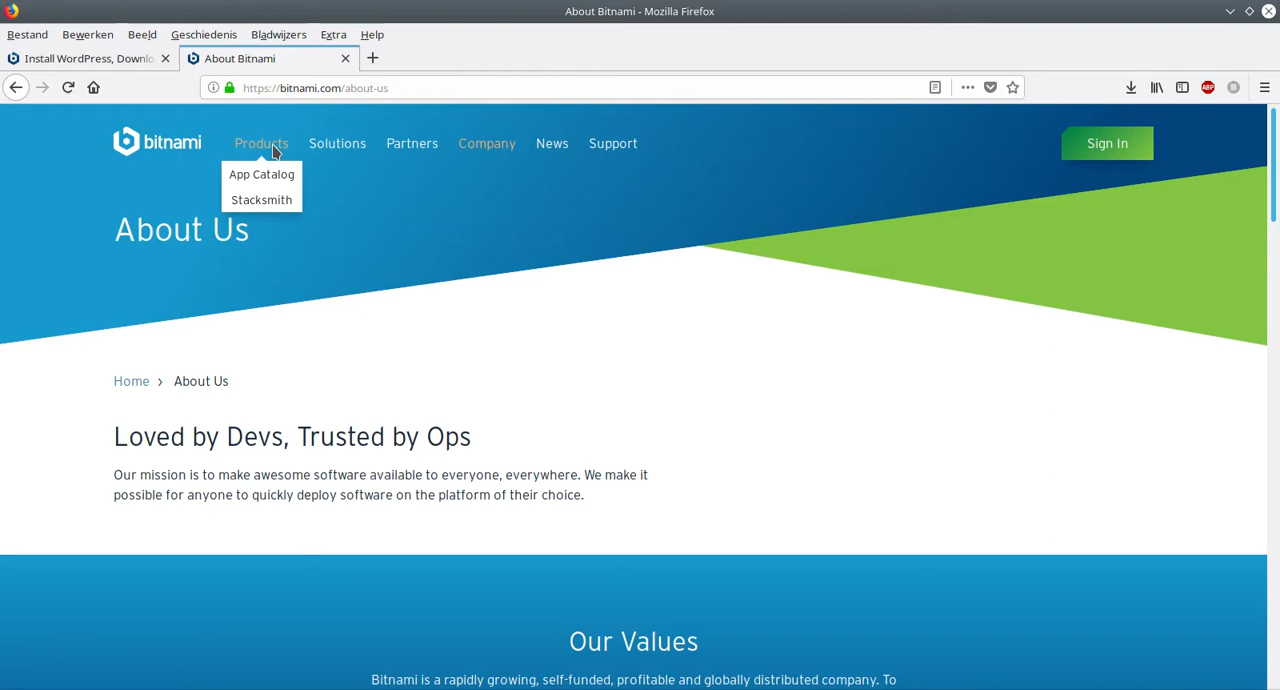 About Bitnami - Mozilla Firefox
Bestand Bewerken Beeld Geschiedenis Bladwijzers Extra Help
Install WordPress, Downlo
About Bitnami
https://bitnami.com/about-us
ABP
B
bitnami Products Solutions Partners Company News Support Sign In
App Catalog
Stacksmith
About Us
Home › About Us
Loved by Devs, Trusted by Ops
Our mission is to make awesome software available to everyone, everywhere. We make it
possible for anyone to quickly deploy software on the platform of their choice.
Our Values
Bitnami is a rapidly growing, self-funded, profitable and globally distributed company. To